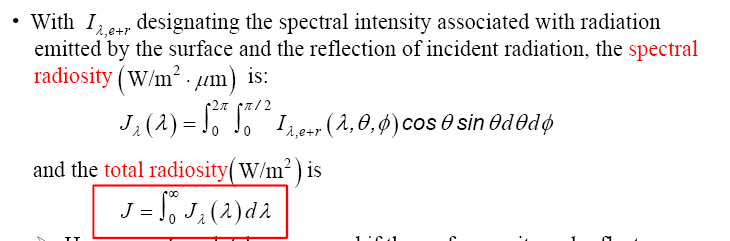 • With I_{λ,e+r} designating the spectral intensity associated with radiation
emitted by the surface and the reflection of incident radiation, the spectral
radiosity (W/m² · μm) is:
J_λ(λ) = ∫_0^{2π} ∫_0^{π/2} I_{λ,e+r}(λ,θ,ϕ) cos θ sin θdθdϕ
and the total radiosity(W/m²) is
J = ∫_0^∞ J_λ(λ)dλ